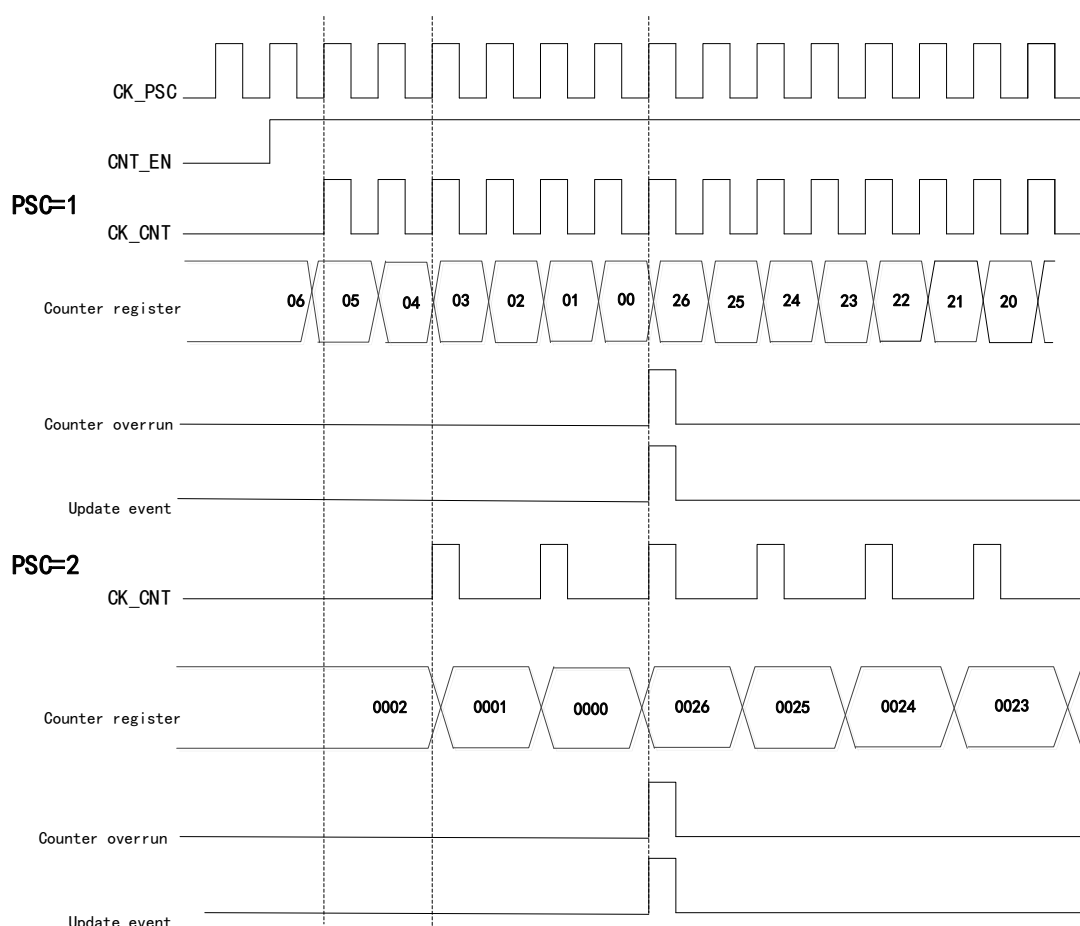 CK_PSC
CNT_EN
PSC=1
CK_CNT
Counter register 06 05 04 03 02 01 00 26 25 24 23 22 21 20
Counter overrun
Update event
PSC=2
CK_CNT
Counter register 0002 0001 0000 0026 0025 0024 0023
Counter overrun
Update event